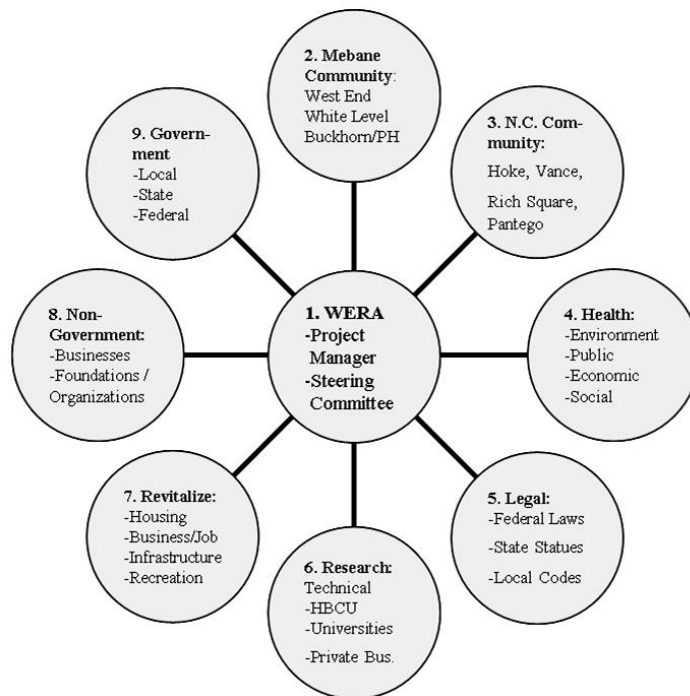 1. WERA
-Project
Manager
-Steering
Committee
2. Mebane
Community:
West End
White Level
Buckhorn/PH
3. N.C. Com-
munity:
Hoke, Vance,
Rich Square,
Pantego
4. Health:
-Environment
-Public
-Economic
-Social
5. Legal:
-Federal Laws
-State Statues
-Local Codes
6. Research:
Technical
-HBCU
-Universities
-Private Bus.
7. Revitalize:
-Housing
-Business/Job
-Infrastructure
-Recreation
8. Non-
Government:
-Businesses
-Foundations /
Organizations
9. Govern-
ment
-Local
-State
-Federal